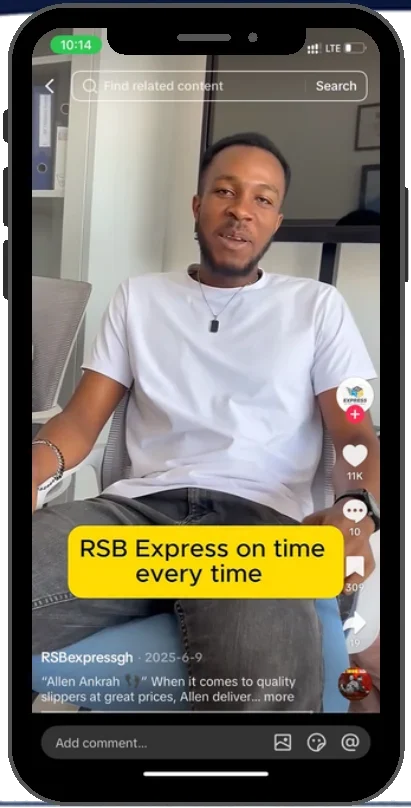 10:14
LTE
Find related content
Search
EXPRESS
11K
RSB Express on time
every time
10
309
19
RSBexpressgh · 2025-6-9
“Allen Ankrah 👣” When it comes to quality
slippers at great prices, Allen deliver... more
Add comment...